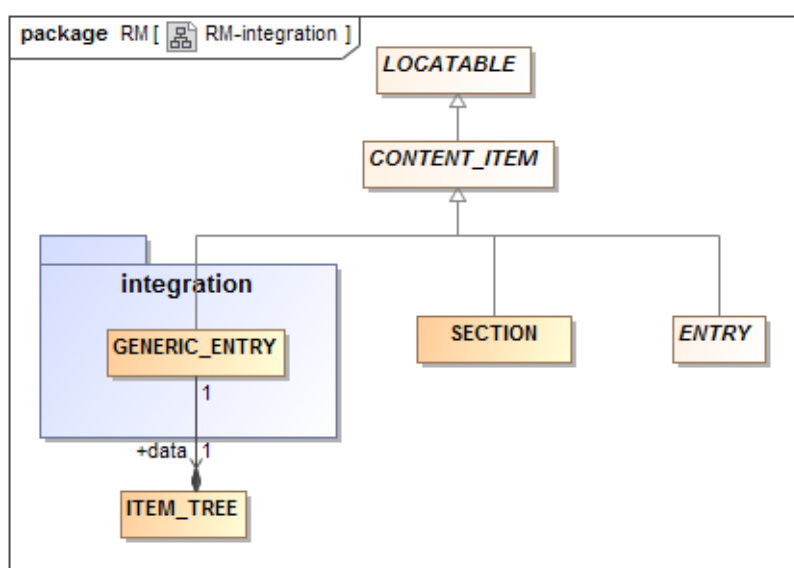 package RM [ RM-integration ]
LOCATABLE
CONTENT_ITEM
integration
GENERIC_ENTRY
SECTION
ENTRY
1
+data 1
ITEM_TREE